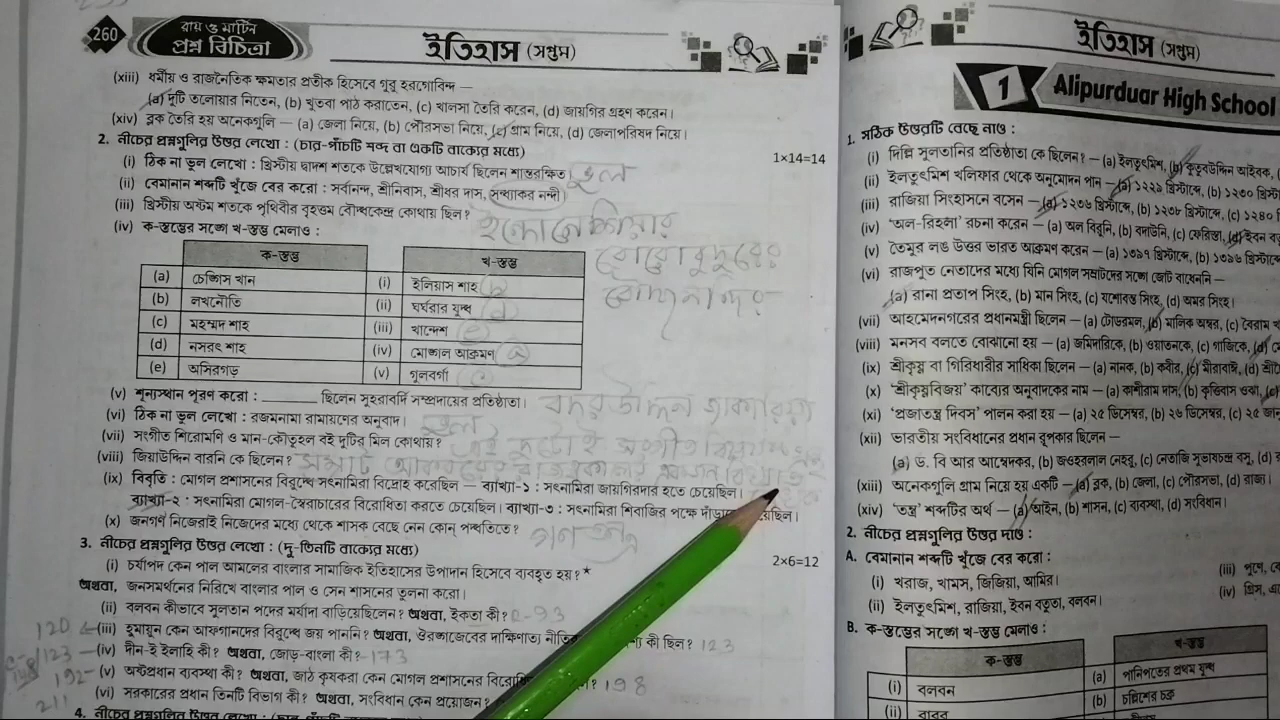 260
রায় ও মার্টিন
প্রশ্ন বিচিত্রা
ইতিহাস (সপ্তম)
(xiii) ধর্মীয় ও রাজনৈতিক ক্ষমতার প্রতীক হিসেবে গুরু হরগোবিন্দ —
(a) দুটি তলোয়ার নিতেন, (b) খুতবা পাঠ করাতেন, (c) খালসা তৈরি করেন, (d) জায়গির গ্রহণ করেন।
(xiv) ব্লক তৈরি হয় অনেকগুলি — (a) জেলা নিয়ে, (b) পৌরসভা নিয়ে, (c) গ্রাম নিয়ে, (d) জেলাপরিষদ নিয়ে।
2. নীচের প্রশ্নগুলির উত্তর লেখো : (চার-পাঁচটি শব্দ বা একটি বাক্যের মধ্যে) 1×14=14
(i) ঠিক না ভুল লেখো : খ্রিস্টীয় দ্বাদশ শতকে উল্লেখযোগ্য আচার্য ছিলেন শান্তরক্ষিত। ভুল
(ii) বেমানান শব্দটি খুঁজে বের করো : সর্বানন্দ, শ্রীনিবাস, শ্রীধর দাস, সন্ধ্যাকর নন্দী।
(iii) খ্রিস্টীয় অষ্টম শতকে পৃথিবীর বৃহত্তম বৌদ্ধকেন্দ্র কোথায় ছিল? ইন্দোনেশিয়ার
বোরোবুদুরের
বৌদ্ধমন্দির
(iv) ক-স্তম্ভের সঙ্গে খ-স্তম্ভ মেলাও :
ক-স্তম্ভ খ-স্তম্ভ
(a) চেঙ্গিস খান (i) ইলিয়াস শাহ (b)
(b) লখনৌতি (ii) ঘর্ঘরার যুদ্ধ (d)
(c) মহম্মদ শাহ (iii) খান্দেশ (e)
(d) নসরৎ শাহ (iv) মোঙ্গল আক্রমণ (a)
(e) অসিরগড় (v) গুলবর্গা (c)
(v) শূন্যস্থান পূরণ করো : ______ ছিলেন সুহরাবর্দি সম্প্রদায়ের প্রতিষ্ঠাতা। বদরউদ্দিন জাকারিয়া
(vi) ঠিক না ভুল লেখো : রজমনামা রামায়ণের অনুবাদ। ভুল
(vii) সংগীত শিরোমণি ও মান-কৌতূহল বই দুটির মিল কোথায়? এই দুটোই সংগীত বিষয়ক
(viii) জিয়াউদ্দিন বারনি কে ছিলেন? সম্রাট
(ix) বিবৃতি : মোগল প্রশাসনের বিরুদ্ধে সৎনামিরা বিদ্রোহ করেছিল — ব্যাখ্যা-১ : সৎনামিরা জায়গিরদার হতে চেয়েছিল।
ব্যাখ্যা-২ : সৎনামিরা মোগল-স্বৈরাচারের বিরোধিতা করতে চেয়েছিল। ব্যাখ্যা-৩ : সৎনামিরা শিবাজির পক্ষে
(x) জনগণ নিজেরাই নিজেদের মধ্যে থেকে শাসক বেছে নেন কোন্ পদ্ধতিতে? গণতন্ত্র
3. নীচের প্রশ্নগুলির উত্তর লেখো : (দু-তিনটি বাক্যের মধ্যে) 2×6=12
(i) চর্যাপদ কেন পাল আমলের বাংলার সামাজিক ইতিহাসের উপাদান হিসেবে ব্যবহৃত হয়?*
অথবা, জনসমর্থনের নিরিখে বাংলার পাল ও সেন শাসনের তুলনা করো।
(ii) বলবন কীভাবে সুলতান পদের মর্যাদা বাড়িয়েছিলেন? অথবা, ইকতা কী?
120 (iii) হুমায়ুন কেন আফগানদের বিরুদ্ধে জয় পাননি? অথবা, ঔরঙ্গজেবের দাক্ষিণাত্য কী ছিল? 123
123 (iv) দীন-ই ইলাহি কী? অথবা, জোড়-বাংলা কী? 173
192 (v) অষ্টপ্রধান ব্যবস্থা কী? অথবা, জাঠ কৃষকরা কেন মোগল প্রশাসনের 198
211 (vi) সরকারের প্রধান তিনটি বিভাগ কী? অথবা, সংবিধান কেন প্রয়োজন?
ইতিহাস (সপ্তম)
1 Alipurduar High School
1. সঠিক উত্তরটি বেছে নাও :
(i) দিল্লি সুলতানির প্রতিষ্ঠাতা কে ছিলেন? — (a) ইলতুৎমিশ, (b) কুতুবউদ্দিন আইবক,
(ii) ইলতুৎমিশ খলিফার থেকে অনুমোদন পান — (a) ১২২৯ খ্রিস্টাব্দে, (b) ১২৩০
(iii) রাজিয়া সিংহাসনে বসেন — (a) ১২৩৬ খ্রিস্টাব্দে, (b) ১২৩৮ খ্রিস্টাব্দে, (c) ১২৪০
(iv) 'অল-রিহলা' রচনা করেন — (a) অল বিরুনি, (b) বদাউনি, (c) ফেরিস্তা, (d) ইবন
(v) তৈমুর লঙ উত্তর ভারত আক্রমণ করেন — (a) ১৩৯৭ খ্রিস্টাব্দে, (b) ১৩৯৬
(vi) রাজপুত নেতাদের মধ্যে যিনি মোগল সম্রাটদের সঙ্গে জোট বাঁধেননি —
(a) রানা প্রতাপ সিংহ, (b) মান সিংহ, (c) যশোবন্ত সিংহ, (d) অমর সিংহ।
(vii) আহমেদনগরের প্রধানমন্ত্রী ছিলেন — (a) টোডরমল, (b) মালিক অম্বর, (c) বৈরাম
(viii) মনসব বলতে বোঝানো হয় — (a) জমিদারিকে, (b) ওয়াতনকে, (c) গাজিকে, (d)
(ix) শ্রীকৃষ্ণ বা গিরিধারীর সাধিকা ছিলেন — (a) নানক, (b) কবীর, (c) মীরাবাঈ, (d)
(x) 'শ্রীকৃষ্ণবিজয়' কাব্যের অনুবাদকের নাম — (a) কাশীরাম দাস, (b) কৃত্তিবাস ওঝা,
(xi) 'প্রজাতন্ত্র দিবস' পালন করা হয় — (a) ২৫ ডিসেম্বর, (b) ২৬ ডিসেম্বর, (c) ২৫
(xii) ভারতীয় সংবিধানের প্রধান রূপকার ছিলেন —
(a) ড. বি আর আম্বেদকর, (b) জওহরলাল নেহরু, (c) নেতাজি সুভাষচন্দ্র বসু, (d)
(xiii) অনেকগুলি গ্রাম নিয়ে হয় একটি — (a) ব্লক, (b) জেলা, (c) পৌরসভা, (d) রাজ্য।
(xiv) 'তন্ত্র' শব্দটির অর্থ — (a) আইন, (b) শাসন, (c) ব্যবস্থা, (d) সংবিধান।
2. নীচের প্রশ্নগুলির উত্তর দাও :
A. বেমানান শব্দটি খুঁজে বের করো :
(i) খরাজ, খামস, জিজিয়া, আমির। (iii)
(ii) ইলতুৎমিশ, রাজিয়া, ইবন বতুতা, বলবন। (iv)
B. ক-স্তম্ভের সঙ্গে খ-স্তম্ভ মেলাও :
ক-স্তম্ভ খ-স্তম্ভ
(i) বলবন (a) পানিপতের প্রথম যুদ্ধ
(ii) বাবর (b) চল্লিশের চক্র